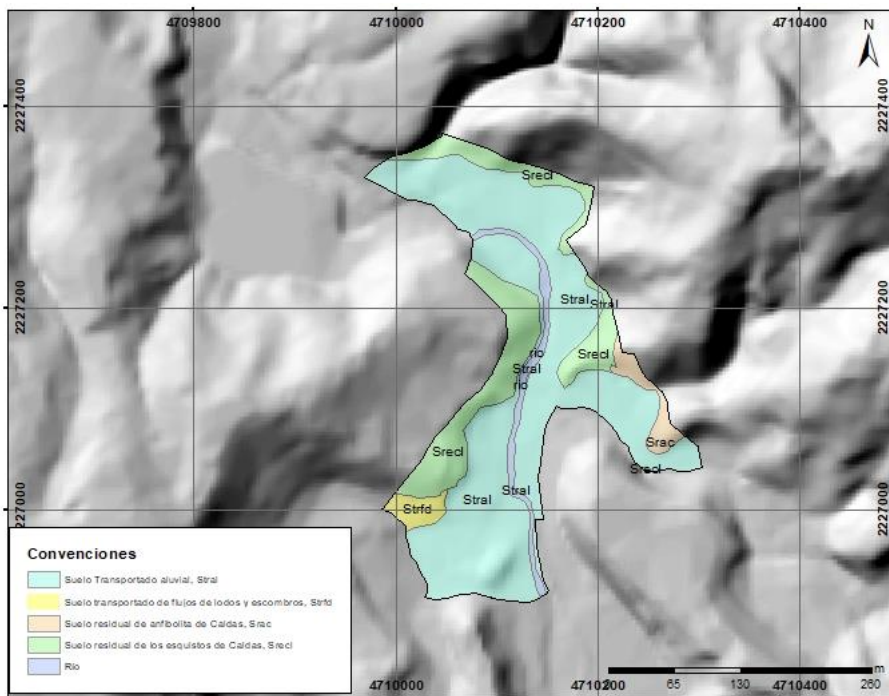 4709800 4710000 4710200 4710400
N
2227400 2227400
Srecl
2227200 2227200
Stral Stral
rio Srecl
Stral
rio
Srecl Srac
Srecl
2227000 2227000
Stral Stral
Strfd
Convenciones
Suelo Transportado aluvial, Stral
Suelo transportado de flujos de lodos y escombros, Strfd
Suelo residual de anfibolita de Caldas, Srac
Suelo residual de los esquistos de Caldas, Srecl
Río
m
0 65 130 260
4710000 4710200 4710400